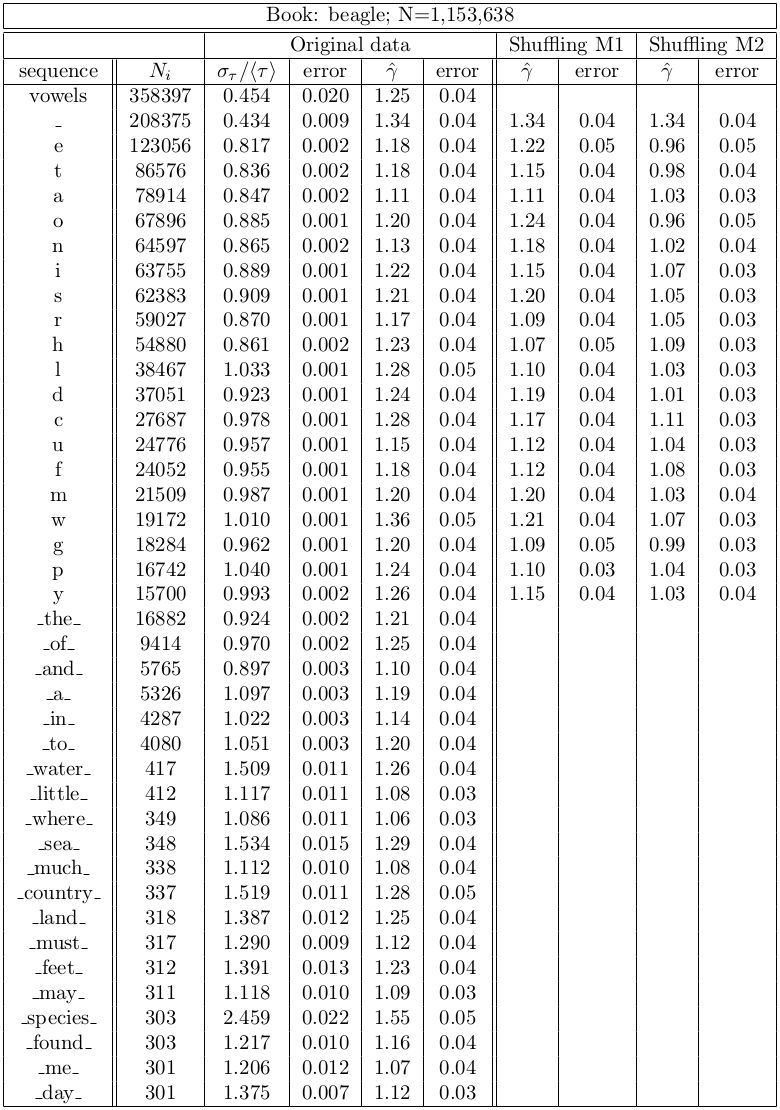 Book: beagle; N=1,153,638
Original data Shuffling M1 Shuffling M2
sequence N_i σ_τ/⟨τ⟩ error γ̂ error γ̂ error γ̂ error
vowels 358397 0.454 0.020 1.25 0.04
_ 208375 0.434 0.009 1.34 0.04 1.34 0.04 1.34 0.04
e 123056 0.817 0.002 1.18 0.04 1.22 0.05 0.96 0.05
t 86576 0.836 0.002 1.18 0.04 1.15 0.04 0.98 0.04
a 78914 0.847 0.002 1.11 0.04 1.11 0.04 1.03 0.03
o 67896 0.885 0.001 1.20 0.04 1.24 0.04 0.96 0.05
n 64597 0.865 0.002 1.13 0.04 1.18 0.04 1.02 0.04
i 63755 0.889 0.001 1.22 0.04 1.15 0.04 1.07 0.03
s 62383 0.909 0.001 1.21 0.04 1.20 0.04 1.05 0.03
r 59027 0.870 0.001 1.17 0.04 1.09 0.04 1.05 0.03
h 54880 0.861 0.002 1.23 0.04 1.07 0.05 1.09 0.03
l 38467 1.033 0.001 1.28 0.05 1.10 0.04 1.03 0.03
d 37051 0.923 0.001 1.24 0.04 1.19 0.04 1.01 0.03
c 27687 0.978 0.001 1.28 0.04 1.17 0.04 1.11 0.03
u 24776 0.957 0.001 1.15 0.04 1.12 0.04 1.04 0.03
f 24052 0.955 0.001 1.18 0.04 1.12 0.04 1.08 0.03
m 21509 0.987 0.001 1.20 0.04 1.20 0.04 1.03 0.04
w 19172 1.010 0.001 1.36 0.05 1.21 0.04 1.07 0.03
g 18284 0.962 0.001 1.20 0.04 1.09 0.05 0.99 0.03
p 16742 1.040 0.001 1.24 0.04 1.10 0.03 1.04 0.03
y 15700 0.993 0.002 1.26 0.04 1.15 0.04 1.03 0.04
_the_ 16882 0.924 0.002 1.21 0.04
_of_ 9414 0.970 0.002 1.25 0.04
_and_ 5765 0.897 0.003 1.10 0.04
_a_ 5326 1.097 0.003 1.19 0.04
_in_ 4287 1.022 0.003 1.14 0.04
_to_ 4080 1.051 0.003 1.20 0.04
_water_ 417 1.509 0.011 1.26 0.04
_little_ 412 1.117 0.011 1.08 0.03
_where_ 349 1.086 0.011 1.06 0.03
_sea_ 348 1.534 0.015 1.29 0.04
_much_ 338 1.112 0.010 1.08 0.04
_country_ 337 1.519 0.011 1.28 0.05
_land_ 318 1.387 0.012 1.25 0.04
_must_ 317 1.290 0.009 1.12 0.04
_feet_ 312 1.391 0.013 1.23 0.04
_may_ 311 1.118 0.010 1.09 0.03
_species_ 303 2.459 0.022 1.55 0.05
_found_ 303 1.217 0.010 1.16 0.04
_me_ 301 1.206 0.012 1.07 0.04
_day_ 301 1.375 0.007 1.12 0.03